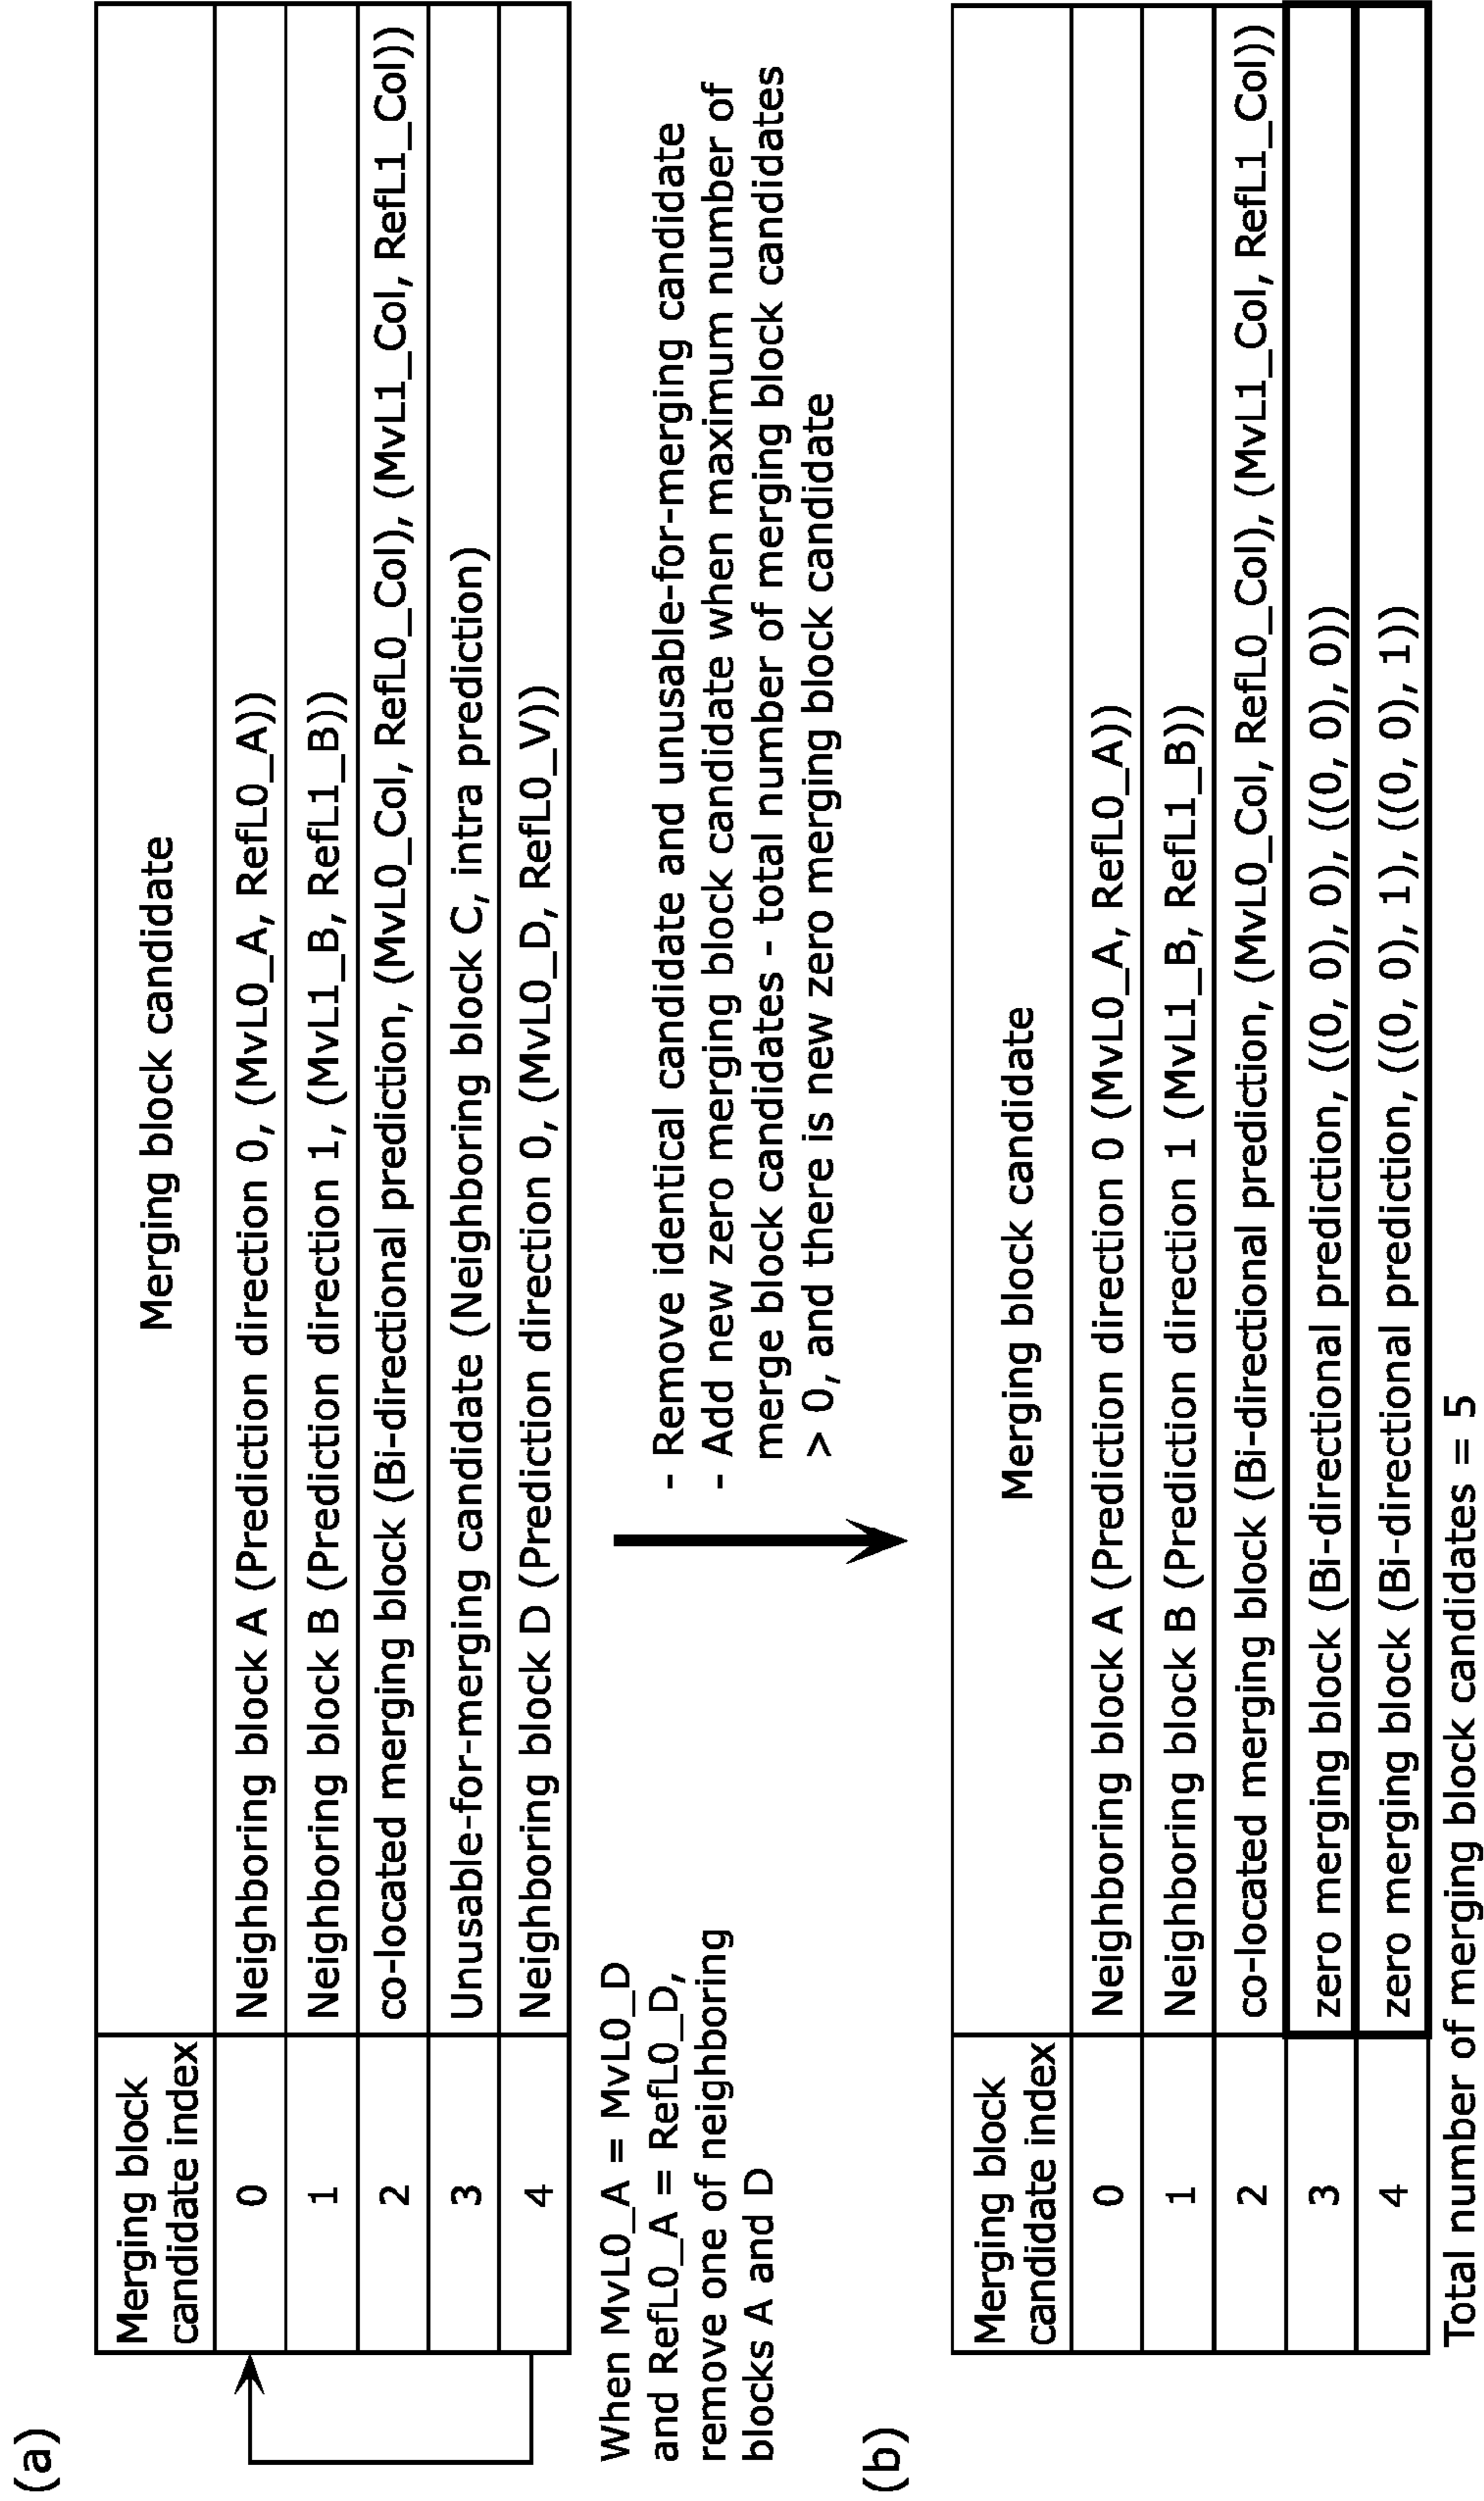 (a)
Merging block
candidate index
Merging block candidate
0
Neighboring block A (Prediction direction 0, (MvL0_A, RefL0_A))
1
Neighboring block B (Prediction direction 1, (MvL1_B, RefL1_B))
2
co-located merging block (Bi-directional prediction, (MvL0_Col, RefL0_Col), (MvL1_Col, RefL1_Col))
3
Unusable-for-merging candidate (Neighboring block C, intra prediction)
4
Neighboring block D (Prediction direction 0, (MvL0_D, RefL0_V))
When MvL0_A = MvL0_D
and RefL0_A = RefL0_D,
remove one of neighboring
blocks A and D
- Remove identical candidate and unusable-for-merging candidate
- Add new zero merging block candidate when maximum number of
merge block candidates - total number of merging block candidates
> 0, and there is new zero merging block candidate
(b)
Merging block
candidate index
Merging block candidate
0
Neighboring block A (Prediction direction 0 (MvL0_A, RefL0_A))
1
Neighboring block B (Prediction direction 1 (MvL1_B, RefL1_B))
2
co-located merging block (Bi-directional prediction, (MvL0_Col, RefL0_Col), (MvL1_Col, RefL1_Col))
3
zero merging block (Bi-directional prediction, ((0, 0), 0), ((0, 0), 0))
4
zero merging block (Bi-directional prediction, ((0, 0), 1), ((0, 0), 1))
Total number of merging block candidates = 5